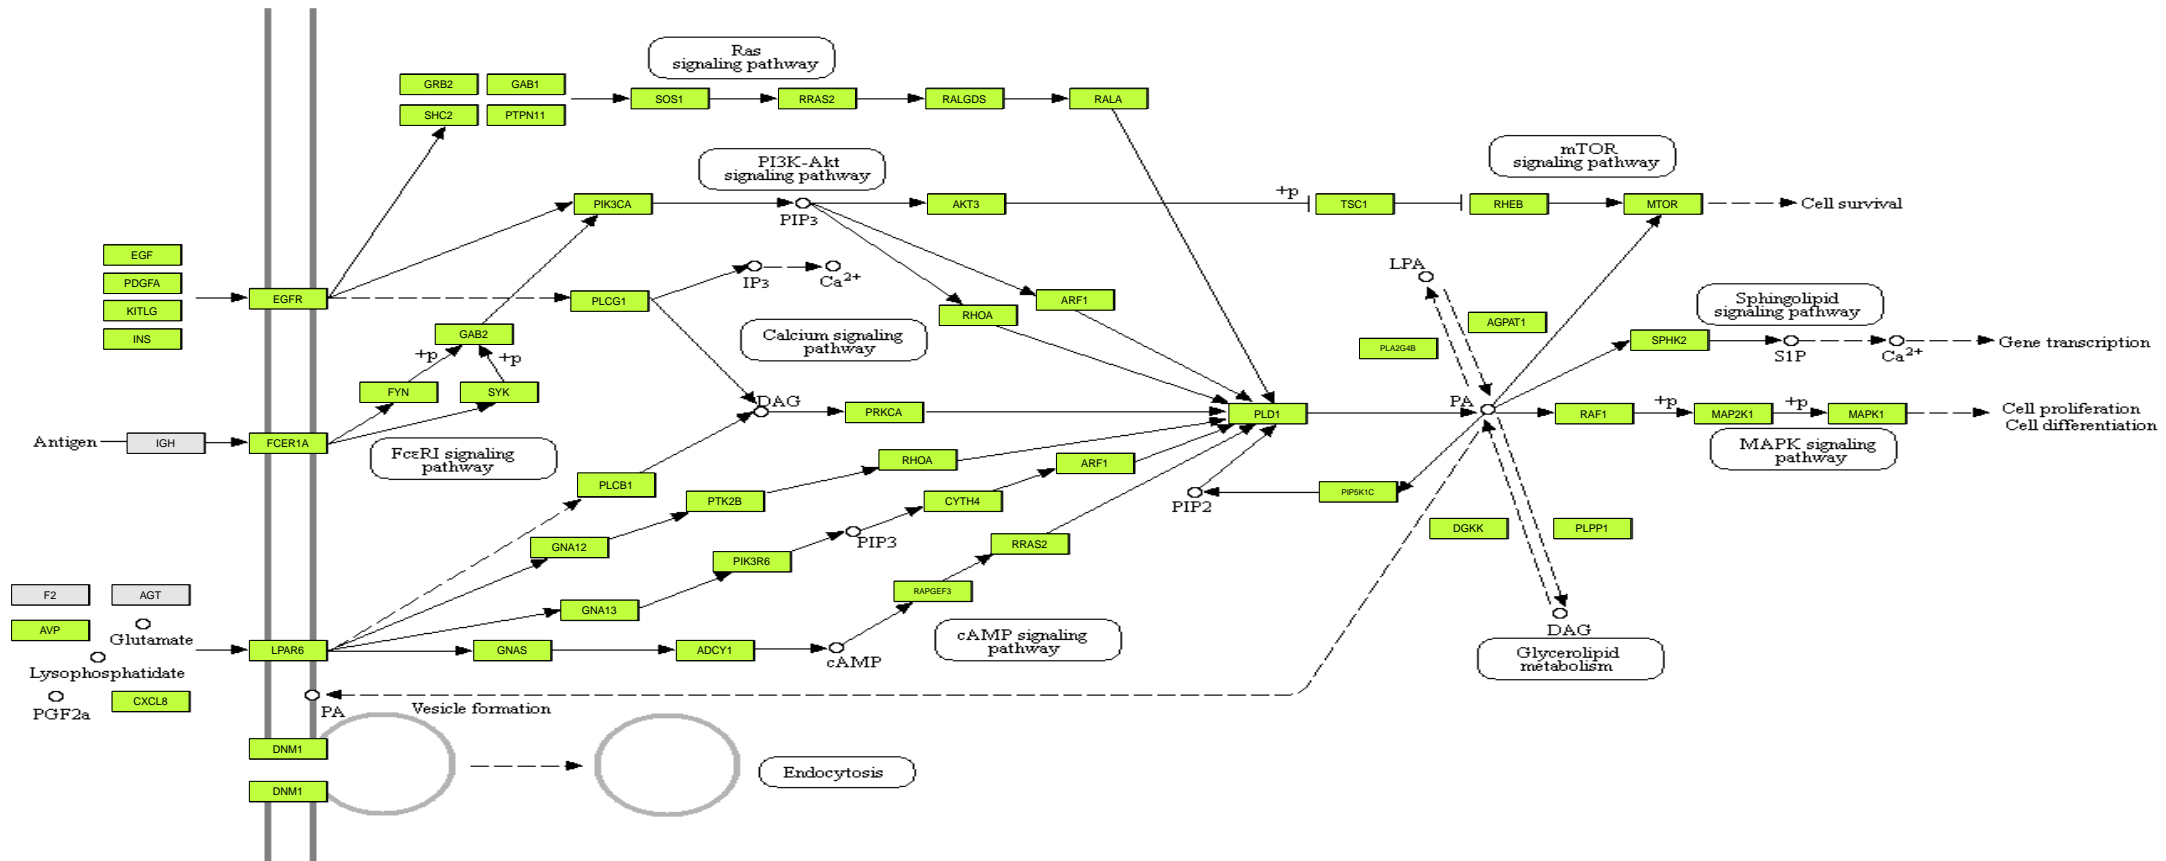 Ras
signaling pathway
GRB2
GAB1
SOS1
RRAS2
RALGDS
RALA
SHC2
PTPN11
PI3K-Akt
signaling pathway
mTOR
signaling pathway
PIK3CA
PIP3
AKT3
+p
TSC1
RHEB
MTOR
Cell survival
EGF
PDGFA
KITLG
INS
EGFR
PLCG1
IP3
Ca2+
RHOA
ARF1
LPA
AGPAT1
PLA2G4B
Sphingolipid
signaling pathway
SPHK2
S1P
Ca2+
Gene transcription
GAB2
Calcium signaling
pathway
+p
+p
FYN
SYK
DAG
PRKCA
PLD1
PA
RAF1
+p
MAP2K1
+p
MAPK1
Cell proliferation
Cell differentiation
MAPK signaling
pathway
Antigen
IGH
FCER1A
FcεRI signaling
pathway
PLCB1
RHOA
ARF1
PTK2B
CYTH4
PIP2
PIP5K1C
GNA12
PIP3
PIK3R6
RRAS2
DGKK
PLPP1
RAPGEF3
F2
AGT
GNA13
AVP
Glutamate
LPAR6
GNAS
ADCY1
cAMP
cAMP signaling
pathway
DAG
Glycerolipid
metabolism
Lysophosphatidate
PGF2a
CXCL8
PA
Vesicle formation
DNM1
Endocytosis
DNM1